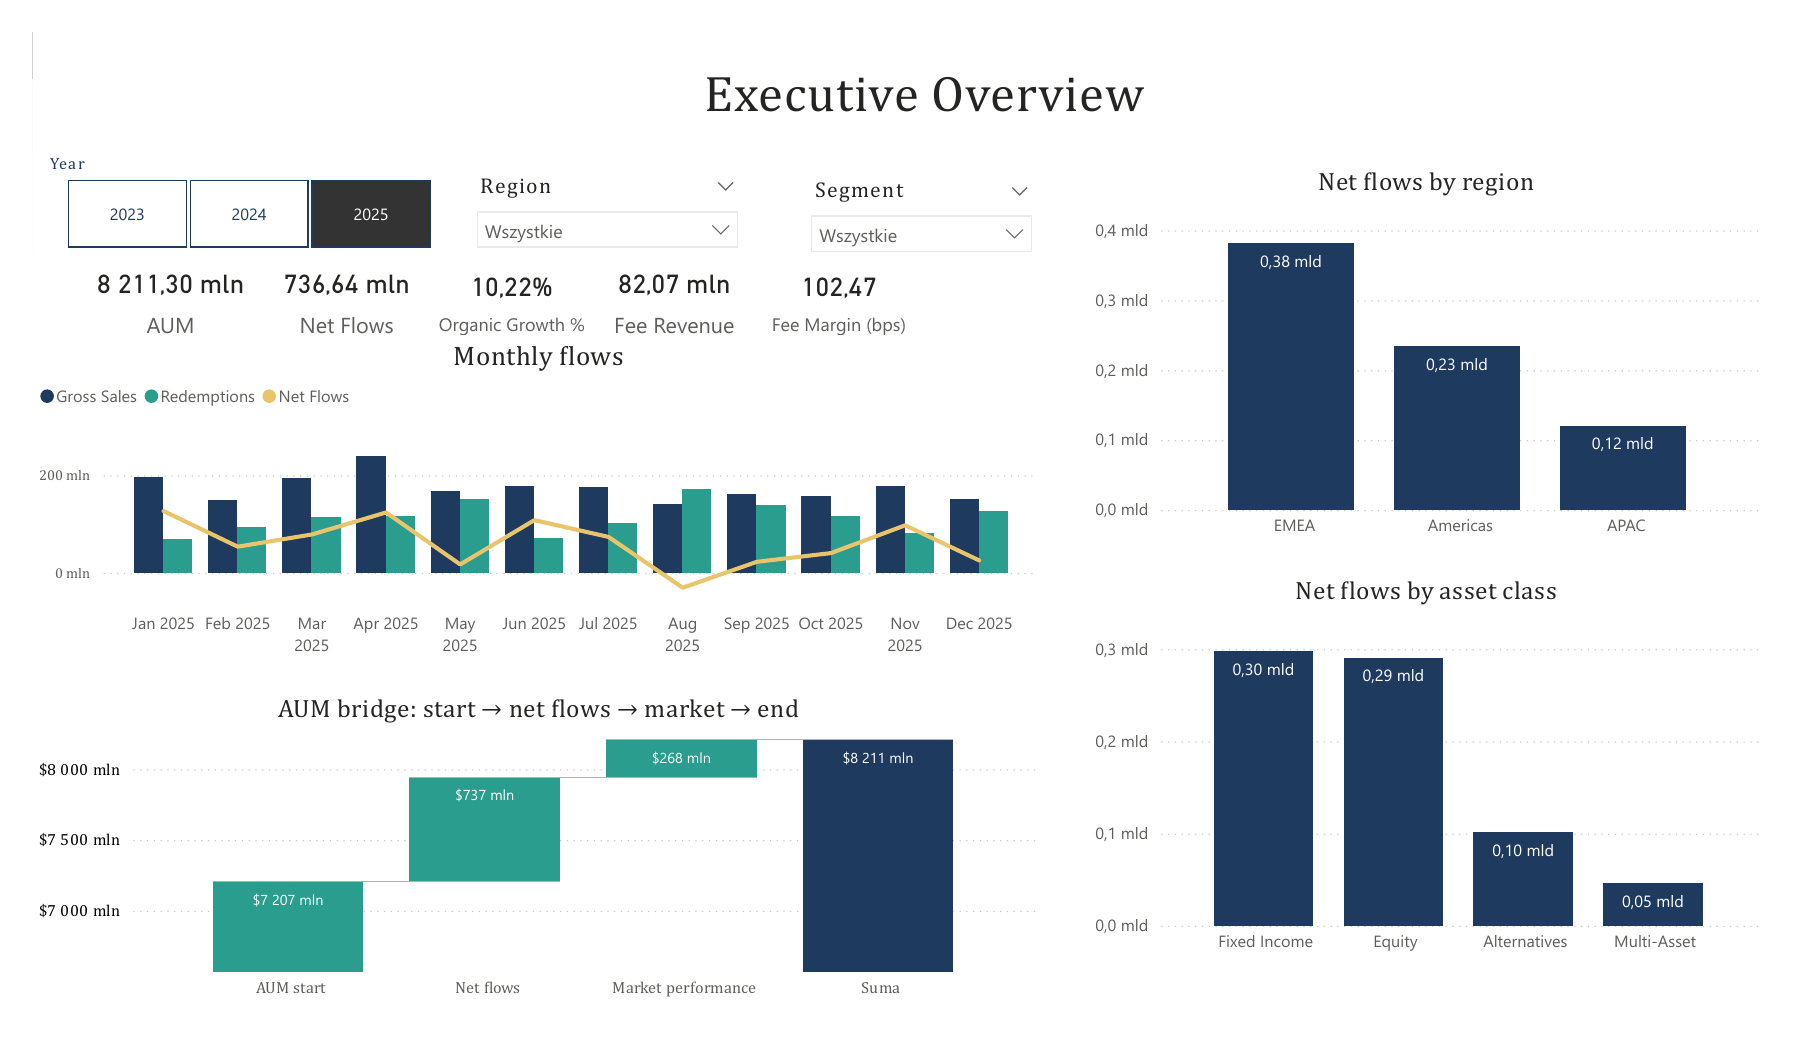 Executive Overview
Year
2023
2024
2025
Region
Wszystkie
Segment
Wszystkie
8 211,30 mln
AUM
736,64 mln
Net Flows
10,22%
Organic Growth %
82,07 mln
Fee Revenue
102,47
Fee Margin (bps)
Monthly flows
Gross Sales
Redemptions
Net Flows
200 mln
0 mln
Jan 2025
Feb 2025
Mar
2025
Apr 2025
May
2025
Jun 2025
Jul 2025
Aug
2025
Sep 2025
Oct 2025
Nov
2025
Dec 2025
AUM bridge: start → net flows → market → end
$8 000 mln
$7 500 mln
$7 000 mln
$7 207 mln
$737 mln
$268 mln
$8 211 mln
AUM start
Net flows
Market performance
Suma
Net flows by region
0,4 mld
0,3 mld
0,2 mld
0,1 mld
0,0 mld
0,38 mld
0,23 mld
0,12 mld
EMEA
Americas
APAC
Net flows by asset class
0,3 mld
0,2 mld
0,1 mld
0,0 mld
0,30 mld
0,29 mld
0,10 mld
0,05 mld
Fixed Income
Equity
Alternatives
Multi-Asset